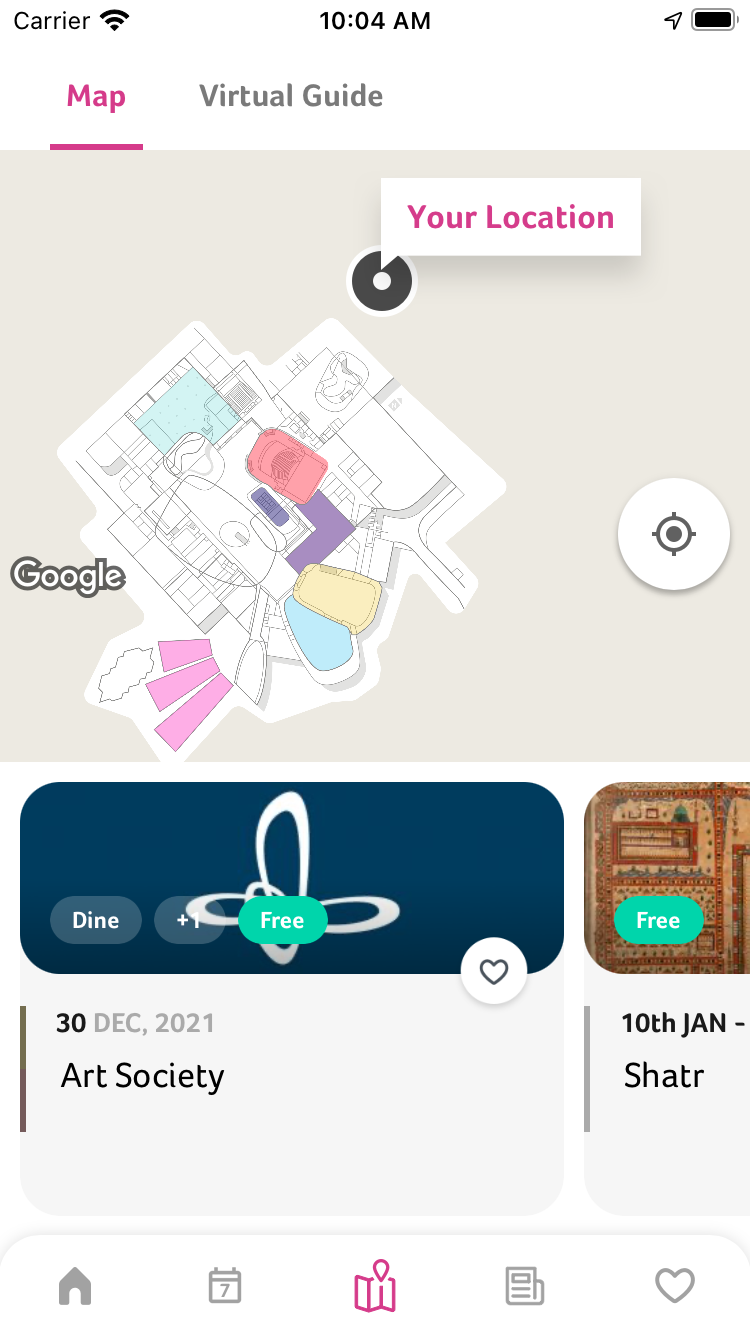 Carrier 10:04 AM
Map Virtual Guide
Your Location
Google
Dine +1 Free
Free
30 DEC, 2021
Art Society
10th JAN -
Shatr
7